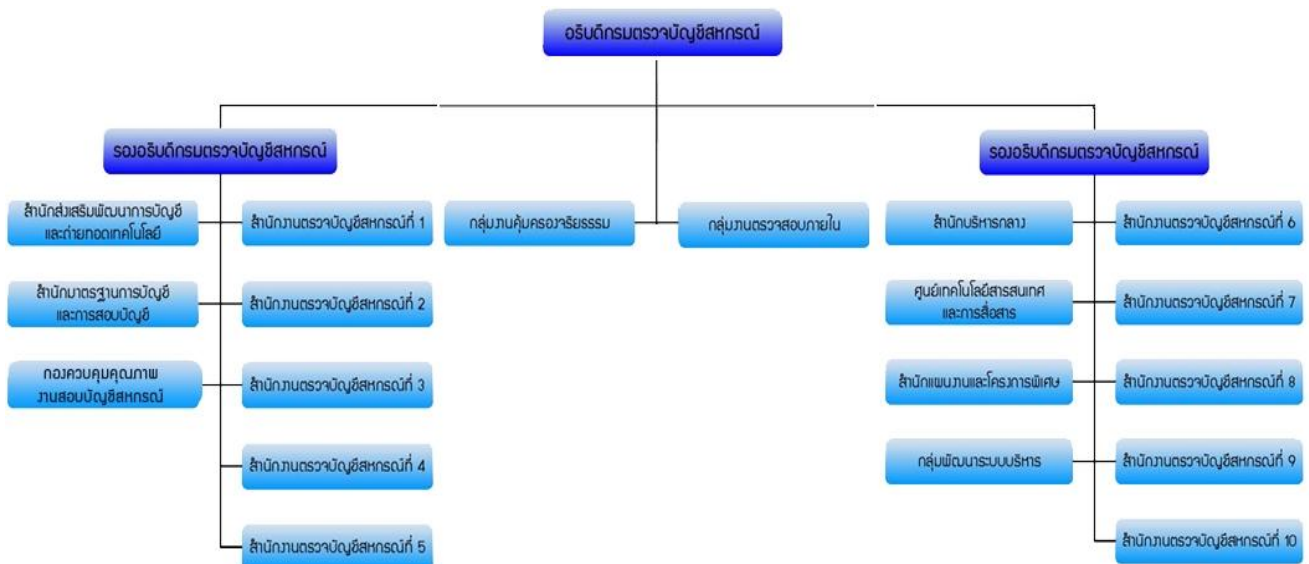 อธิบดีกรมตรวจบัญชีสหกรณ์
รองอธิบดีกรมตรวจบัญชีสหกรณ์
รองอธิบดีกรมตรวจบัญชีสหกรณ์
สำนักส่งเสริมพัฒนาการบัญชี
และถ่ายทอดเทคโนโลยี
สำนักงานตรวจบัญชีสหกรณ์ที่ 1
กลุ่มงานคุ้มครองจริยธรรม
กลุ่มงานตรวจสอบภายใน
สำนักบริหารกลาง
สำนักงานตรวจบัญชีสหกรณ์ที่ 6
สำนักมาตรฐานการบัญชี
และการสอบบัญชี
สำนักงานตรวจบัญชีสหกรณ์ที่ 2
ศูนย์เทคโนโลยีสารสนเทศ
และการสื่อสาร
สำนักงานตรวจบัญชีสหกรณ์ที่ 7
กองควบคุมคุณภาพ
งานสอบบัญชีสหกรณ์
สำนักงานตรวจบัญชีสหกรณ์ที่ 3
สำนักแผนงานและโครงการพิเศษ
สำนักงานตรวจบัญชีสหกรณ์ที่ 8
สำนักงานตรวจบัญชีสหกรณ์ที่ 4
กลุ่มพัฒนาระบบบริหาร
สำนักงานตรวจบัญชีสหกรณ์ที่ 9
สำนักงานตรวจบัญชีสหกรณ์ที่ 5
สำนักงานตรวจบัญชีสหกรณ์ที่ 10